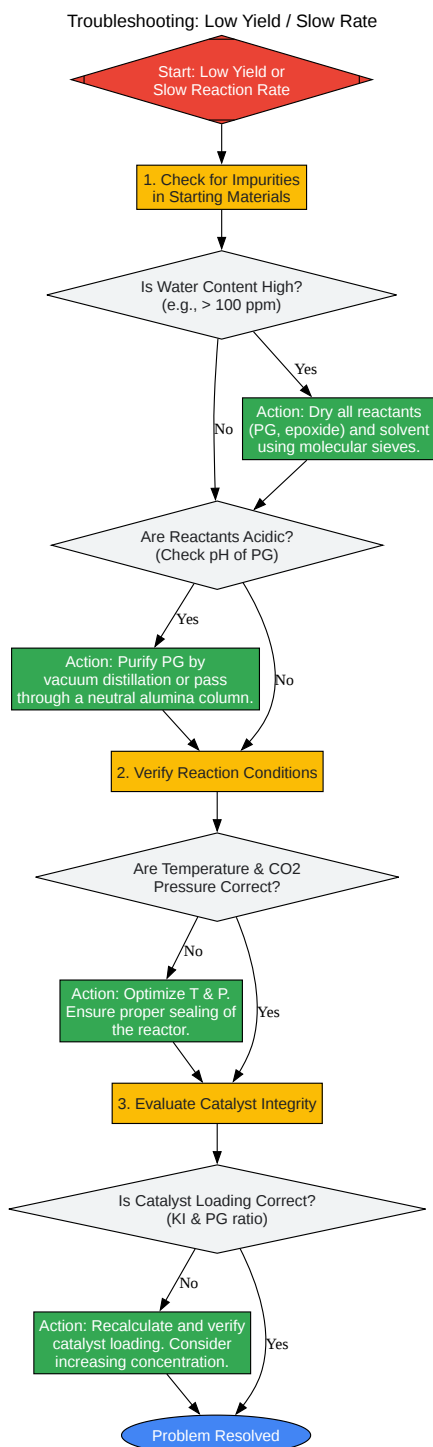 Troubleshooting: Low Yield / Slow Rate
Start: Low Yield or
Slow Reaction Rate
1. Check for Impurities
in Starting Materials
Is Water Content High?
(e.g., > 100 ppm)
Yes
No
Action: Dry all reactants
(PG, epoxide) and solvent
using molecular sieves.
Are Reactants Acidic?
(Check pH of PG)
Yes
Action: Purify PG by
vacuum distillation or pass
through a neutral alumina column.
No
2. Verify Reaction Conditions
Are Temperature & CO2
Pressure Correct?
No
Action: Optimize T & P.
Ensure proper sealing of
the reactor.
Yes
3. Evaluate Catalyst Integrity
Is Catalyst Loading Correct?
(KI & PG ratio)
No
Action: Recalculate and verify
catalyst loading. Consider
increasing concentration.
Yes
Problem Resolved